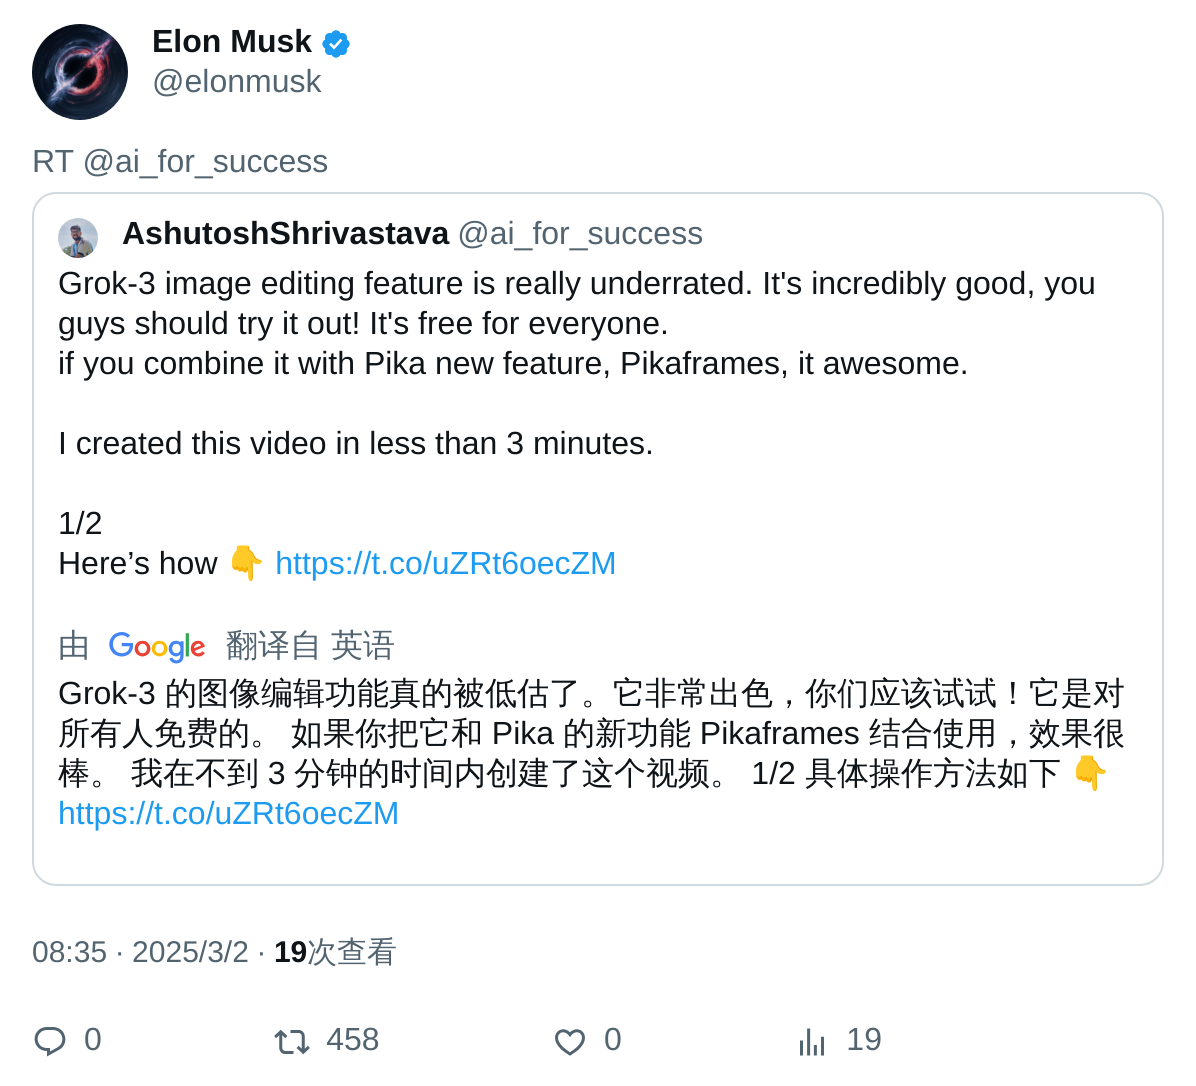 Elon Musk
@elonmusk
RT @ai_for_success
AshutoshShrivastava @ai_for_success
Grok-3 image editing feature is really underrated. It's incredibly good, you
guys should try it out! It's free for everyone.
if you combine it with Pika new feature, Pikaframes, it awesome.
I created this video in less than 3 minutes.
1/2
Here’s how 👇 https://t.co/uZRt6oecZM
由 Google 翻译自 英语
Grok-3 的图像编辑功能真的被低估了。它非常出色，你们应该试试！它是对
所有人免费的。 如果你把它和 Pika 的新功能 Pikaframes 结合使用，效果很
棒。 我在不到 3 分钟的时间内创建了这个视频。 1/2 具体操作方法如下 👇
https://t.co/uZRt6oecZM
08:35 · 2025/3/2 · 19次查看
0 458 0 19